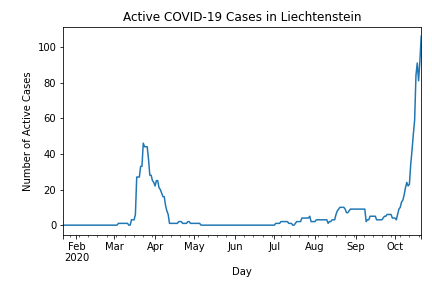 Active COVID-19 Cases in Liechtenstein
Number of Active Cases
100
80
60
40
20
0
Feb Mar Apr May Jun Jul Aug Sep Oct
2020
Day